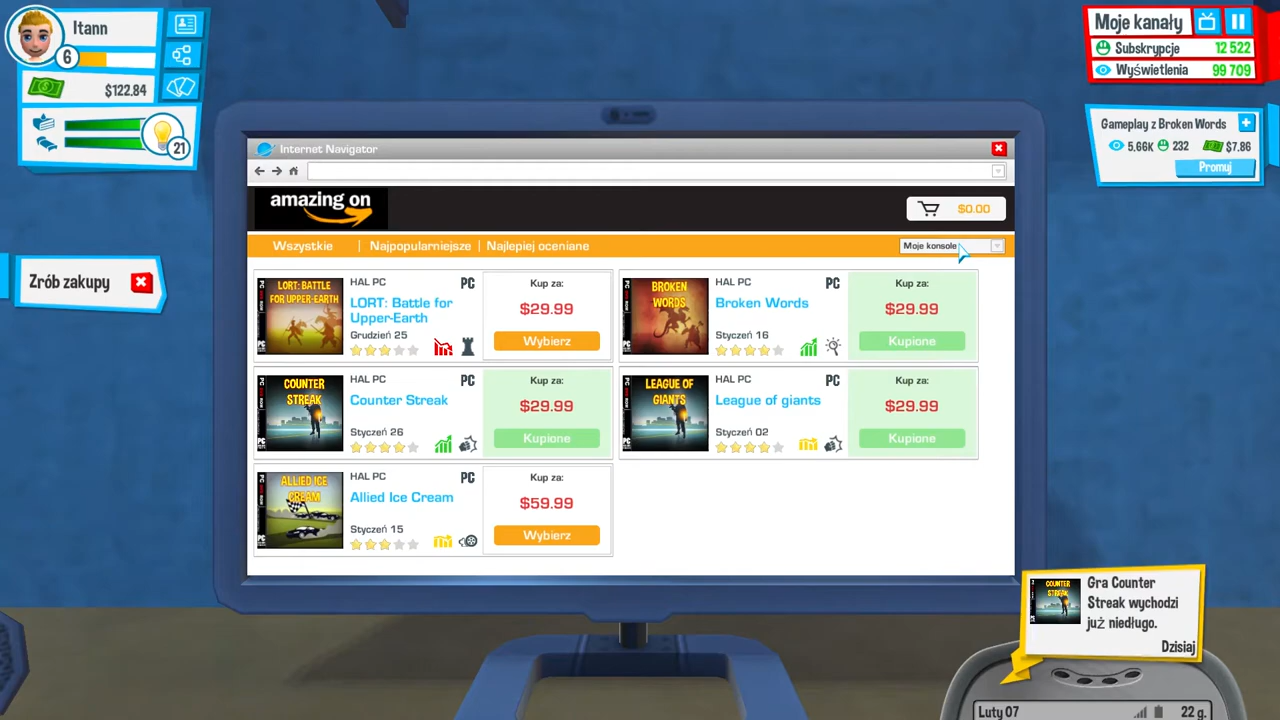 Itann
6
$122.84
21
Zrób zakupy
Moje kanały
Subskrypcje 12 522
Wyświetlenia 99 709
Gameplay z Broken Words
5.66K 232 $7.86
Promuj
Internet Navigator
amazing on
$0.00
Wszystkie | Najpopularniejsze | Najlepiej oceniane
Moje konsole
LORT: BATTLE
FOR UPPER-EARTH
HAL PC PC
LORT: Battle for
Upper-Earth
Grudzień 25
Kup za:
$29.99
Wybierz
BROKEN
WORDS
HAL PC PC
Broken Words
Styczeń 16
Kup za:
$29.99
Kupione
COUNTER
STREAK
HAL PC PC
Counter Streak
Styczeń 26
Kup za:
$29.99
Kupione
LEAGUE OF
GIANTS
HAL PC PC
League of giants
Styczeń 02
Kup za:
$29.99
Kupione
ALLIED ICE
CREAM
HAL PC PC
Allied Ice Cream
Styczeń 15
Kup za:
$59.99
Wybierz
COUNTER
STREAK
Gra Counter
Streak wychodzi
już niedługo.
Dzisiaj
Luty 07 22 g.